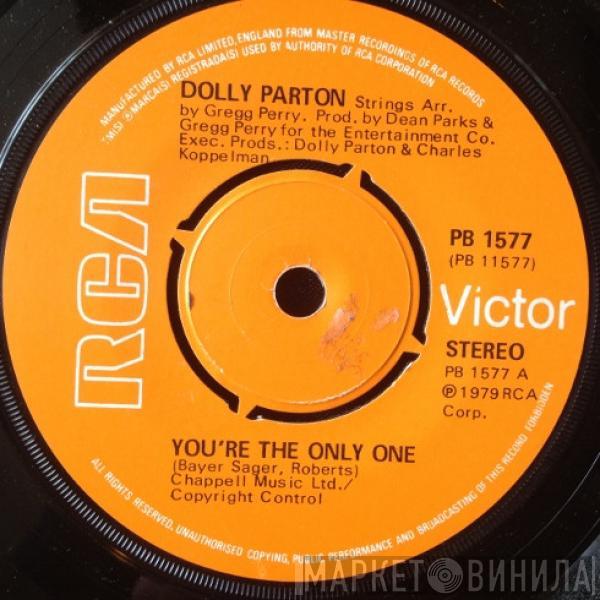 MANUFACTURED BY RCA LIMITED, ENGLAND FROM MASTER RECORDINGS OF RCA RECORDS
TM(S) ® MARCA(S) REGISTRADA(S) USED BY AUTHORITY OF RCA CORPORATION
DOLLY PARTON Strings Arr.
by Gregg Perry. Prod. by Dean Parks &
Gregg Perry for the Entertainment Co.
Exec. Prods.: Dolly Parton & Charles
Koppelman.
RCA
PB 1577
(PB 11577)
Victor
STEREO
PB 1577 A
℗ 1979 RCA
Corp.
YOU'RE THE ONLY ONE
(Bayer Sager, Roberts)
Chappell Music Ltd./
Copyright Control
ALL RIGHTS RESERVED, UNAUTHORISED COPYING, PUBLIC PERFORMANCE AND BROADCASTING OF THIS RECORD FORBIDDEN
МАРКЕТ ВИНИЛА